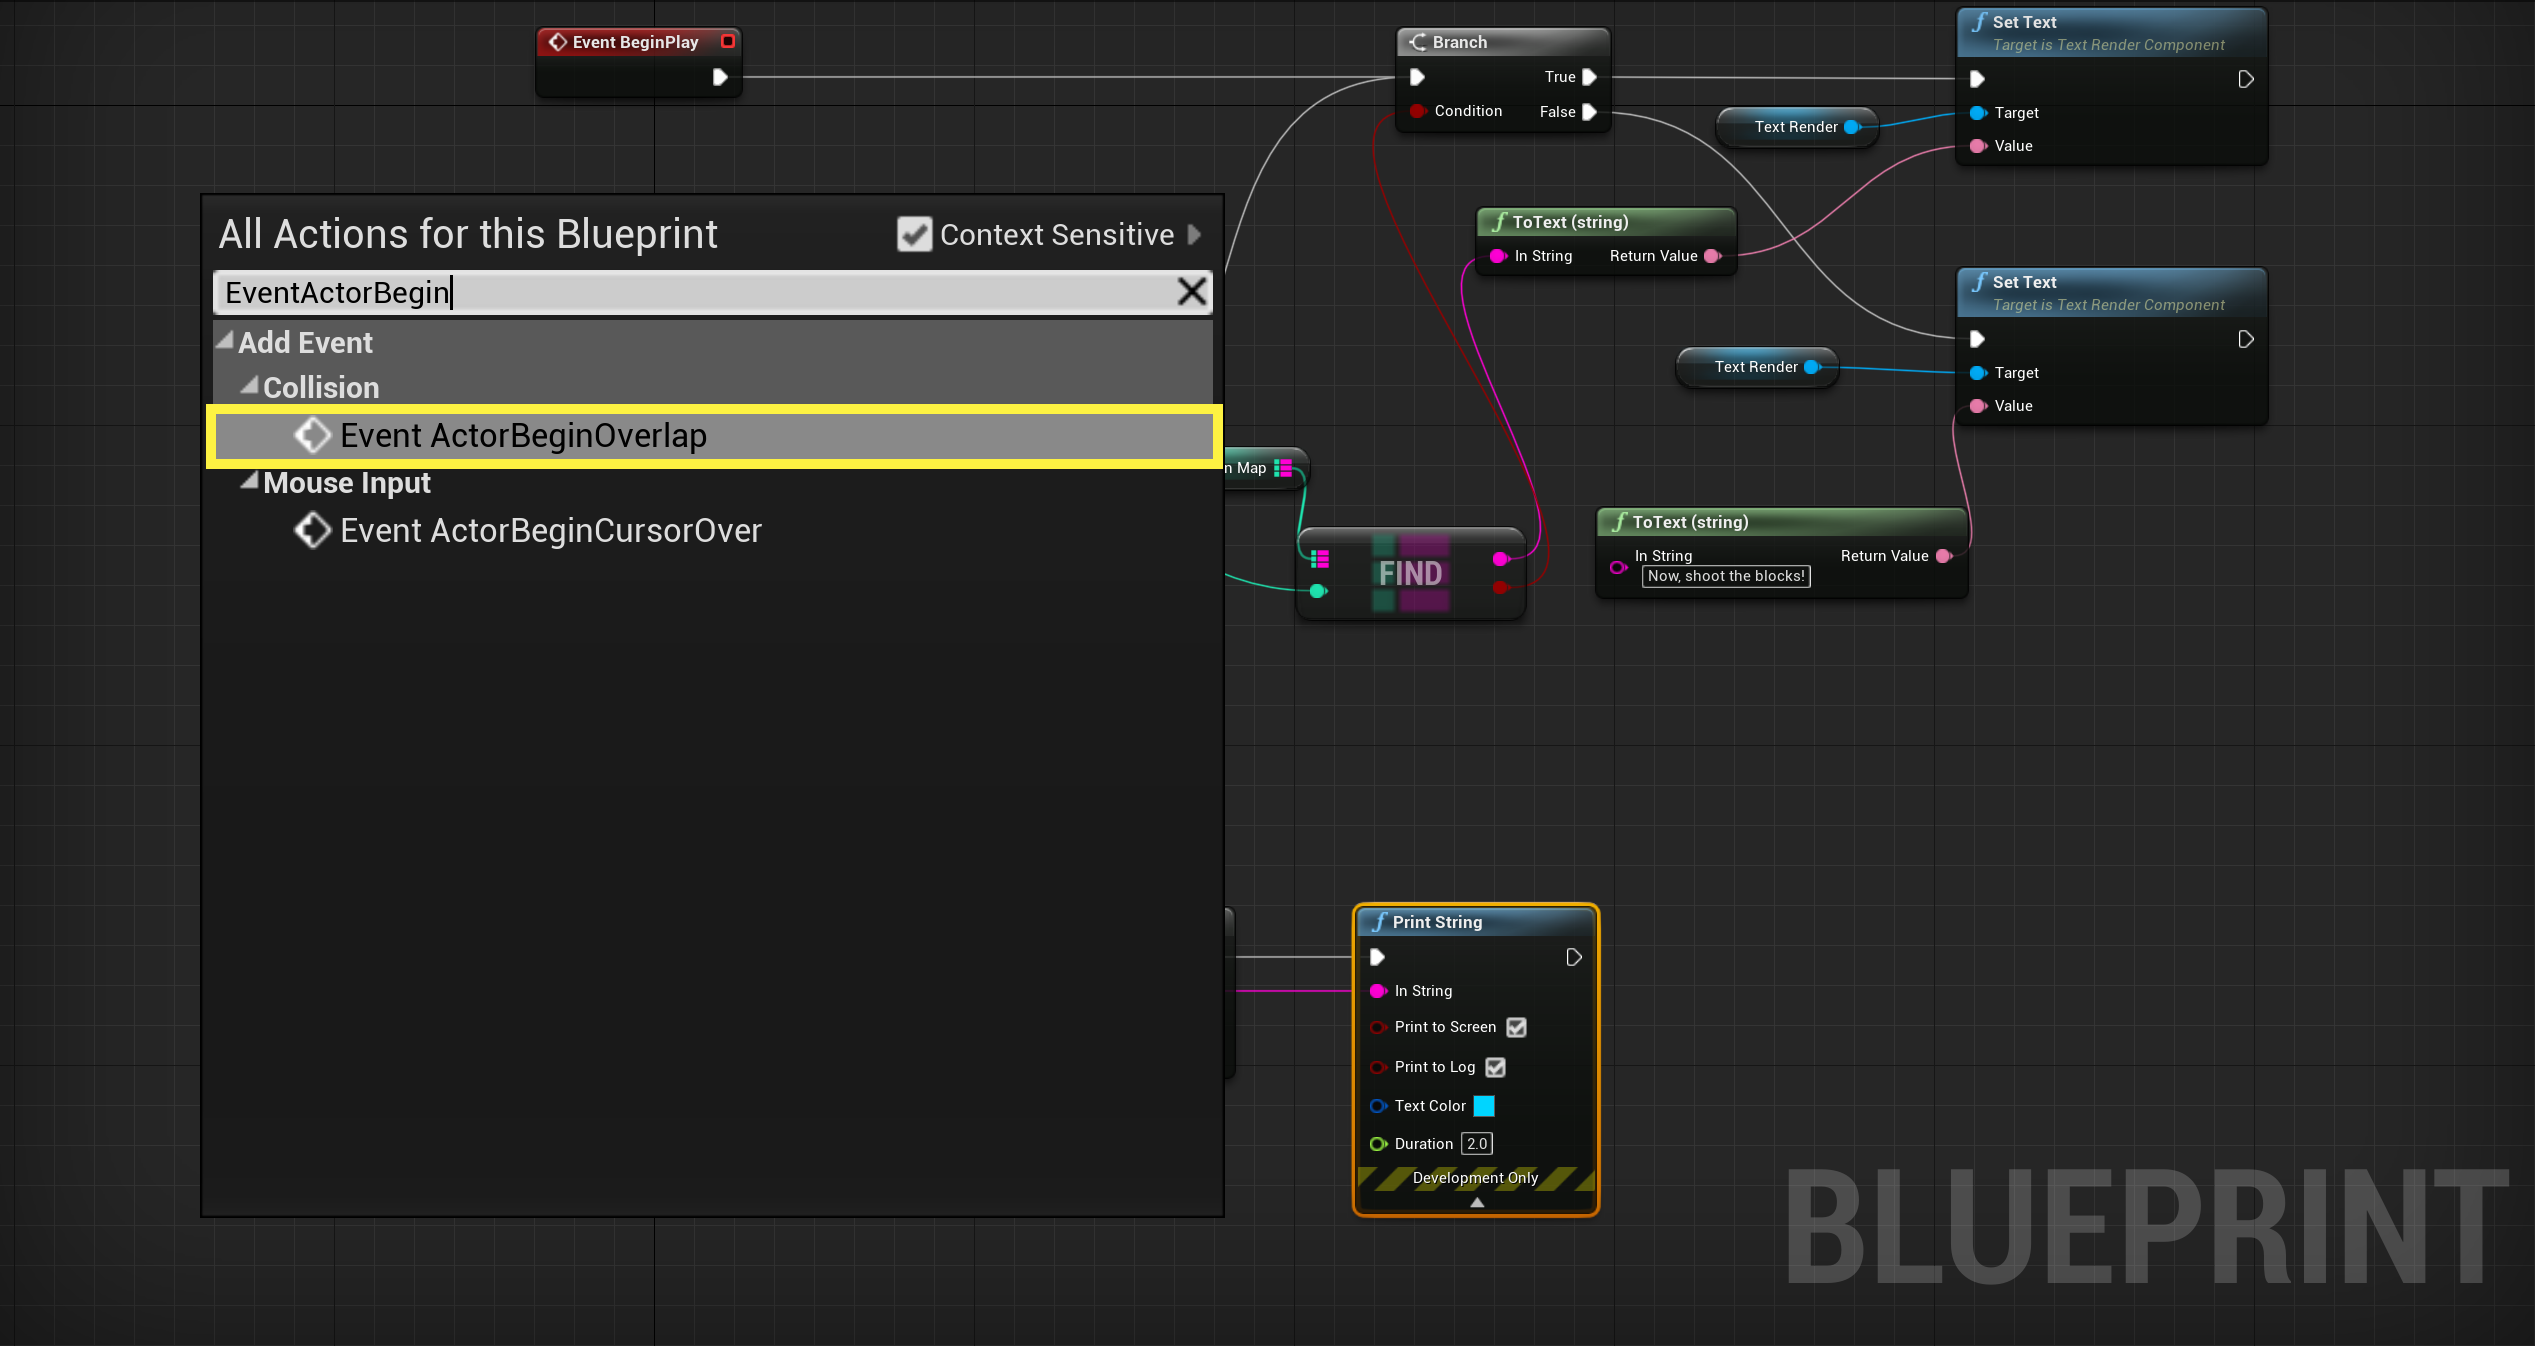 Event BeginPlay
Branch
True
Condition
False
Set Text
Target is Text Render Component
Target
Value
Text Render
ToText (string)
In String
Return Value
All Actions for this Blueprint
Context Sensitive
EventActorBegin
Add Event
Collision
Event ActorBeginOverlap
Mouse Input
Event ActorBeginCursorOver
Set Text
Target is Text Render Component
Target
Value
Text Render
n Map
FIND
ToText (string)
In String
Now, shoot the blocks!
Return Value
Print String
In String
Print to Screen
Print to Log
Text Color
Duration 2.0
Development Only
BLUEPRINT